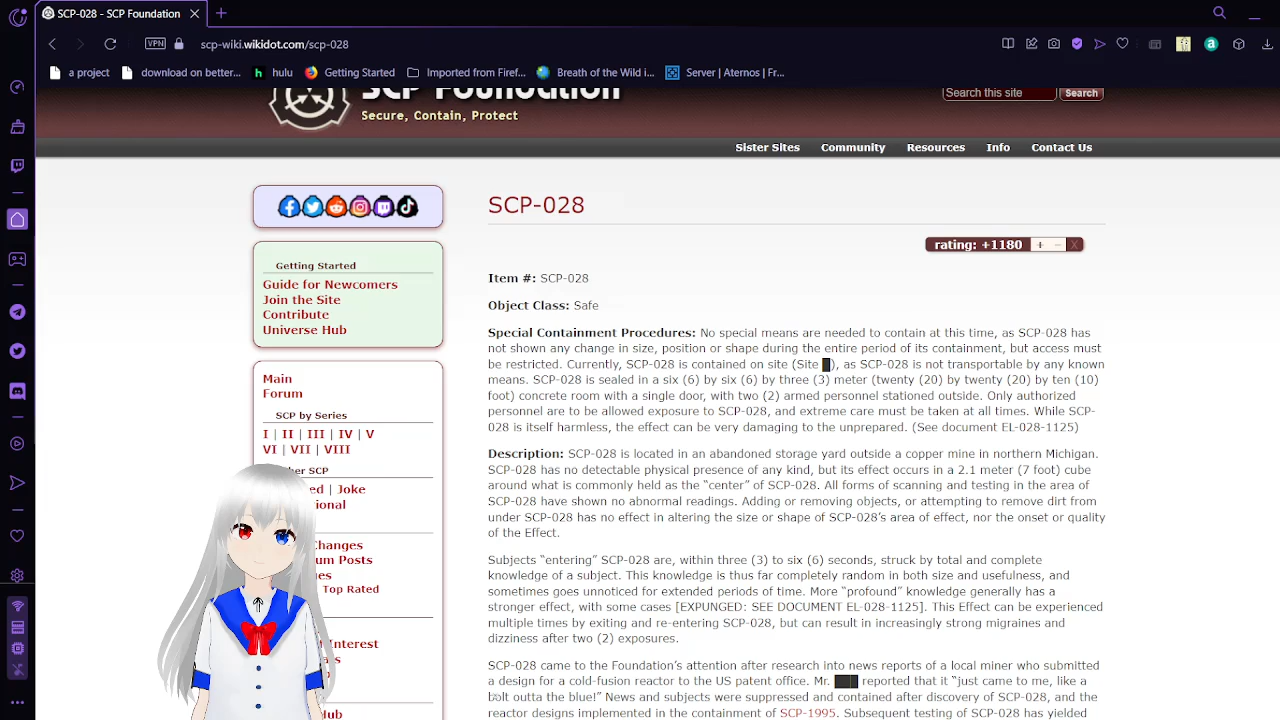 SCP-028 - SCP Foundation
VPN
scp-wiki.wikidot.com/scp-028
a project
download on better...
h
hulu
Getting Started
Imported from Firef...
Breath of the Wild i...
Server | Aternos | Fr...
SCP Foundation
Secure, Contain, Protect
Search this site
Search
Sister Sites Community Resources Info Contact Us
Getting Started
Guide for Newcomers
Join the Site
Contribute
Universe Hub
Main
Forum
SCP by Series
I | II | III | IV | V
VI | VII | VIII
her SCP
ed | Joke
ional
Changes
um Posts
es
Top Rated
Interest
s
ub
SCP-028
rating: +1180 + – X
Item #: SCP-028
Object Class: Safe
Special Containment Procedures: No special means are needed to contain at this time, as SCP-028 has
not shown any change in size, position or shape during the entire period of its containment, but access must
be restricted. Currently, SCP-028 is contained on site (Site █), as SCP-028 is not transportable by any known
means. SCP-028 is sealed in a six (6) by six (6) by three (3) meter (twenty (20) by twenty (20) by ten (10)
foot) concrete room with a single door, with two (2) armed personnel stationed outside. Only authorized
personnel are to be allowed exposure to SCP-028, and extreme care must be taken at all times. While SCP-
028 is itself harmless, the effect can be very damaging to the unprepared. (See document EL-028-1125)
Description: SCP-028 is located in an abandoned storage yard outside a copper mine in northern Michigan.
SCP-028 has no detectable physical presence of any kind, but its effect occurs in a 2.1 meter (7 foot) cube
around what is commonly held as the “center” of SCP-028. All forms of scanning and testing in the area of
SCP-028 have shown no abnormal readings. Adding or removing objects, or attempting to remove dirt from
under SCP-028 has no effect in altering the size or shape of SCP-028’s area of effect, nor the onset or quality
of the Effect.
Subjects “entering” SCP-028 are, within three (3) to six (6) seconds, struck by total and complete
knowledge of a subject. This knowledge is thus far completely random in both size and usefulness, and
sometimes goes unnoticed for extended periods of time. More “profound” knowledge generally has a
stronger effect, with some cases [EXPUNGED: SEE DOCUMENT EL-028-1125]. This Effect can be experienced
multiple times by exiting and re-entering SCP-028, but can result in increasingly strong migraines and
dizziness after two (2) exposures.
SCP-028 came to the Foundation’s attention after research into news reports of a local miner who submitted
a design for a cold-fusion reactor to the US patent office. Mr. ███ reported that it “just came to me, like a
bolt outta the blue!” News and subjects were suppressed and contained after discovery of SCP-028, and the
reactor designs implemented in the containment of SCP-1995. Subsequent testing of SCP-028 has yielded